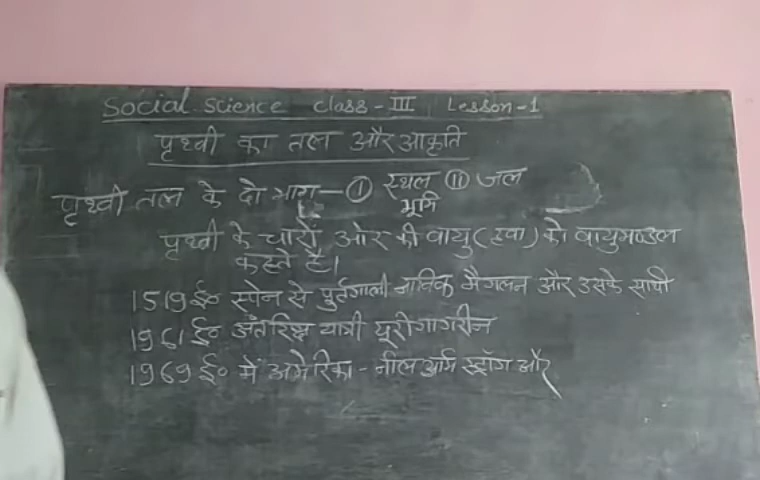 Social Science Class-III Lesson-1
पृथ्वी का तल और आकृति
पृथ्वी तल के दो भाग — (i) स्थल (ii) जल
भूमि
पृथ्वी के चारों ओर की वायु (हवा) को वायुमण्डल
कहते हैं।
1519 ई० स्पेन से पुर्तगाली नाविक मैगलन और उसके साथी
1961 ई० अंतरिक्ष यात्री यूरीगागरीन
1969 ई० में अमेरिका - नील आर्म स्ट्रॉंग और